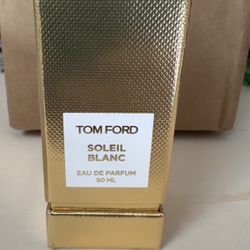 TOM FORD
SOLEIL
BLANC
EAU DE PARFUM
50 ML